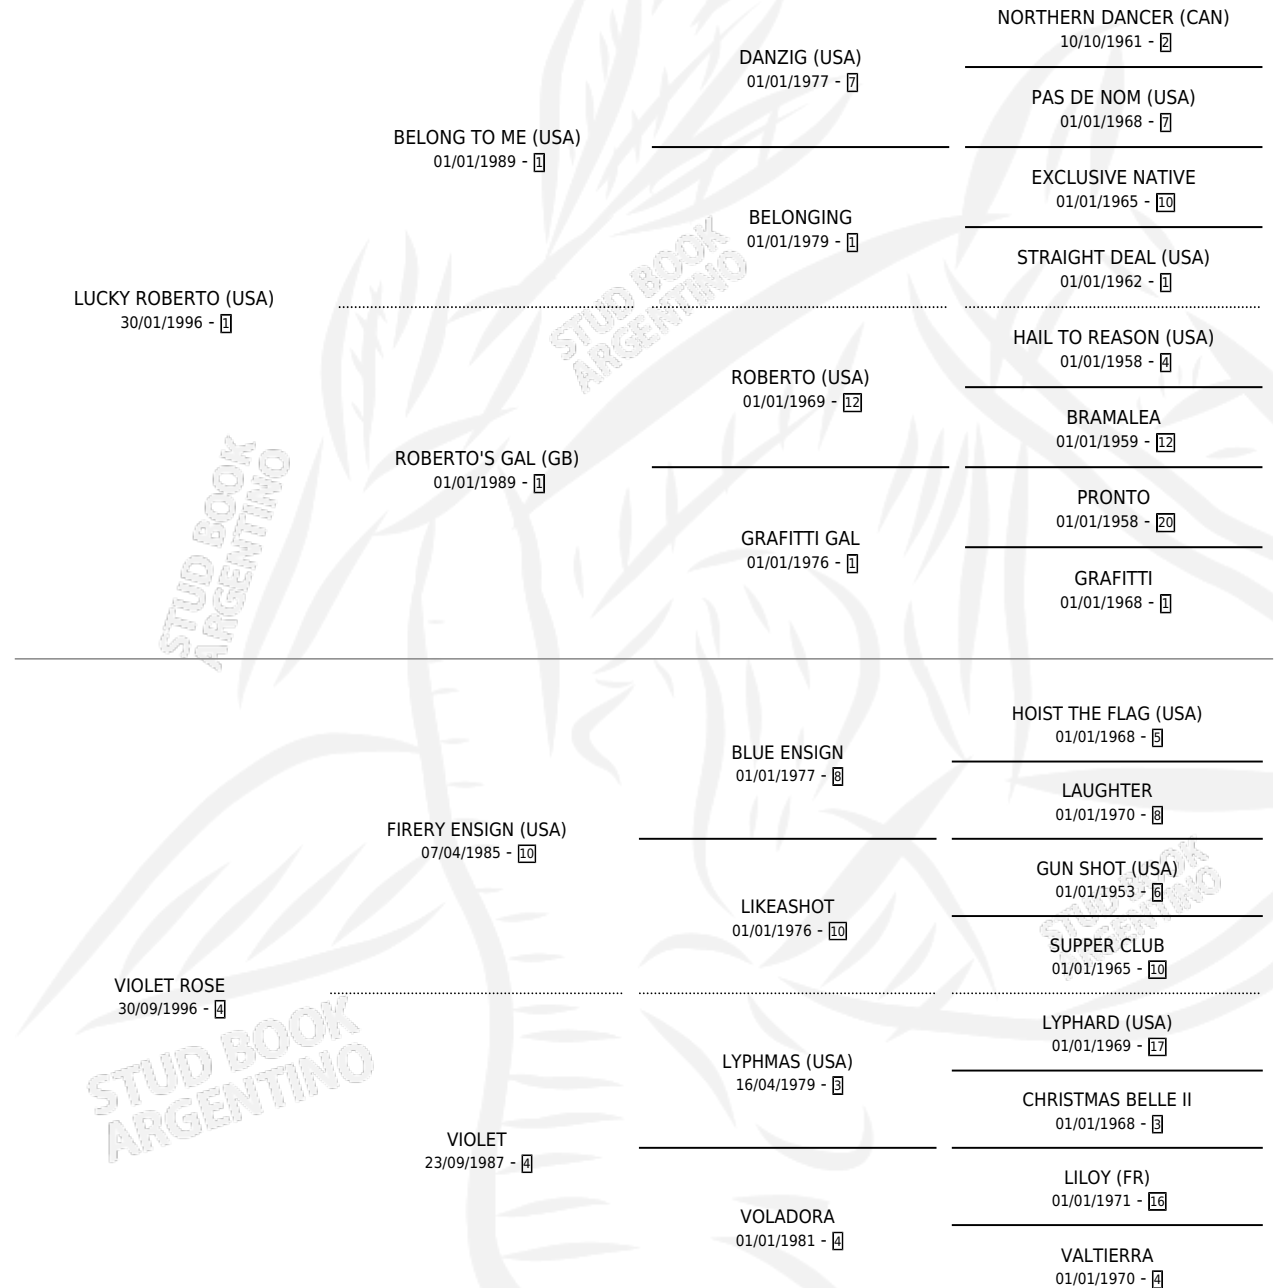 NORTHERN DANCER (CAN)
10/10/1961 - 2
DANZIG (USA)
01/01/1977 - 7
PAS DE NOM (USA)
01/01/1968 - 7
BELONG TO ME (USA)
01/01/1989 - 1
EXCLUSIVE NATIVE
01/01/1965 - 10
BELONGING
01/01/1979 - 1
STRAIGHT DEAL (USA)
01/01/1962 - 1
LUCKY ROBERTO (USA)
30/01/1996 - 1
HAIL TO REASON (USA)
01/01/1958 - 4
ROBERTO (USA)
01/01/1969 - 12
BRAMALEA
01/01/1959 - 12
ROBERTO'S GAL (GB)
01/01/1989 - 1
PRONTO
01/01/1958 - 20
GRAFITTI GAL
01/01/1976 - 1
GRAFITTI
01/01/1968 - 1
HOIST THE FLAG (USA)
01/01/1968 - 5
BLUE ENSIGN
01/01/1977 - 8
LAUGHTER
01/01/1970 - 8
FIRERY ENSIGN (USA)
07/04/1985 - 10
GUN SHOT (USA)
01/01/1953 - 6
LIKEASHOT
01/01/1976 - 10
SUPPER CLUB
01/01/1965 - 10
VIOLET ROSE
30/09/1996 - 4
LYPHARD (USA)
01/01/1969 - 17
LYPHMAS (USA)
16/04/1979 - 3
CHRISTMAS BELLE II
01/01/1968 - 3
VIOLET
23/09/1987 - 4
LILOY (FR)
01/01/1971 - 16
VOLADORA
01/01/1981 - 4
VALTIERRA
01/01/1970 - 4
STUD BOOK
ARGENTINO
STUD BOOK
ARGENTINO
STUD BOOK
ARGENTINO
STUD BOOK
ARGENTINO